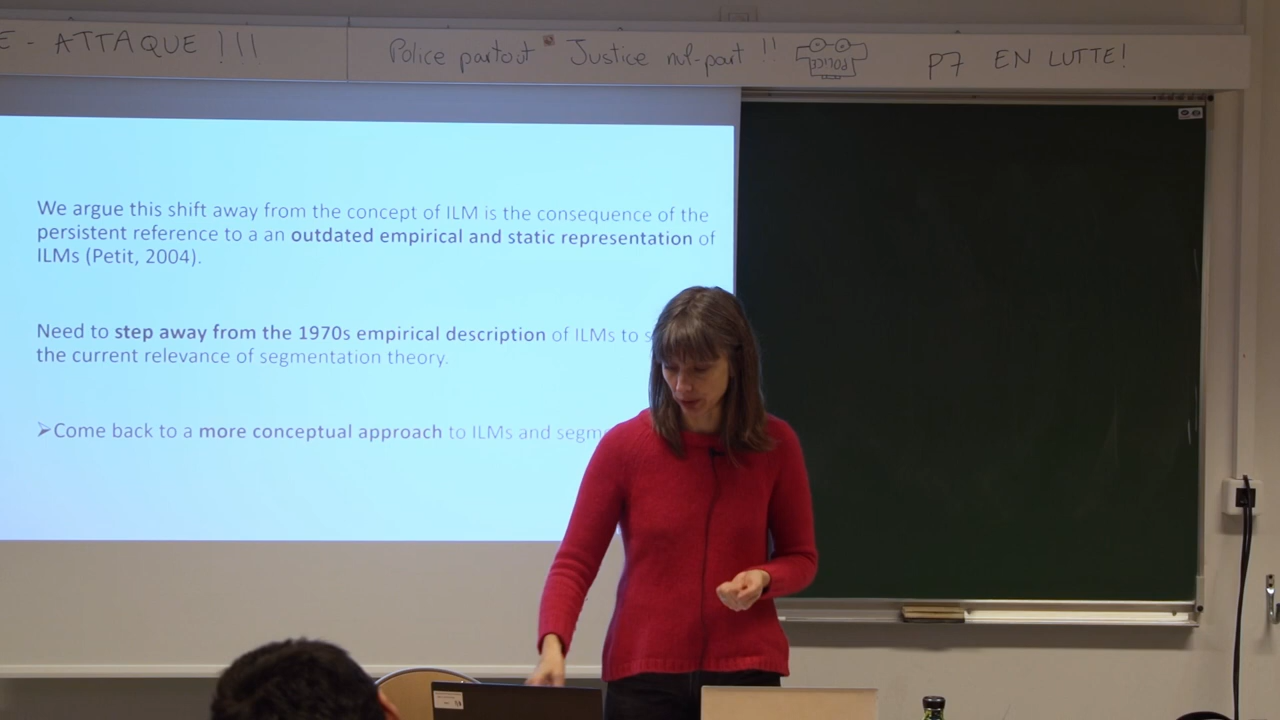 E - ATTAQUE !!! Police partout Justice nul-part !! POLICE P7 EN LUTTE!
We argue this shift away from the concept of ILM is the consequence of the
persistent reference to a an outdated empirical and static representation of
ILMs (Petit, 2004).
Need to step away from the 1970s empirical description of ILMs to s
the current relevance of segmentation theory.
➢Come back to a more conceptual approach to ILMs and segm